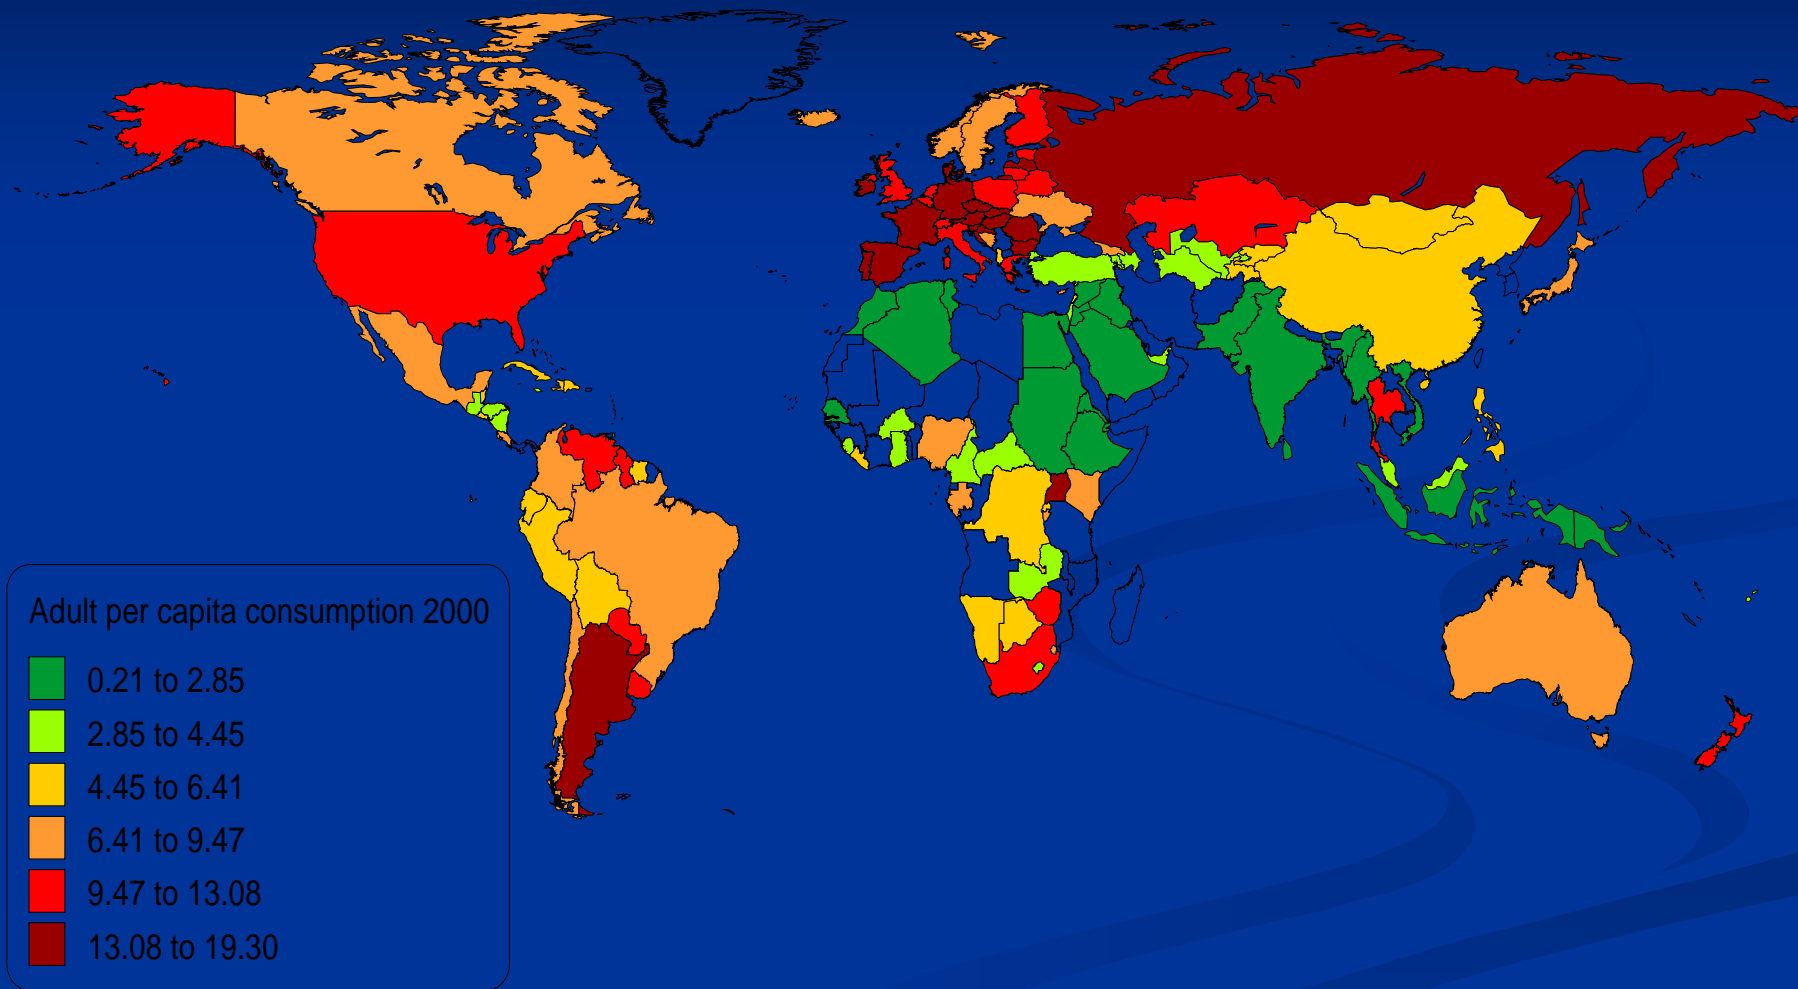 Adult per capita consumption 2000
0.21 to 2.85
2.85 to 4.45
4.45 to 6.41
6.41 to 9.47
9.47 to 13.08
13.08 to 19.30